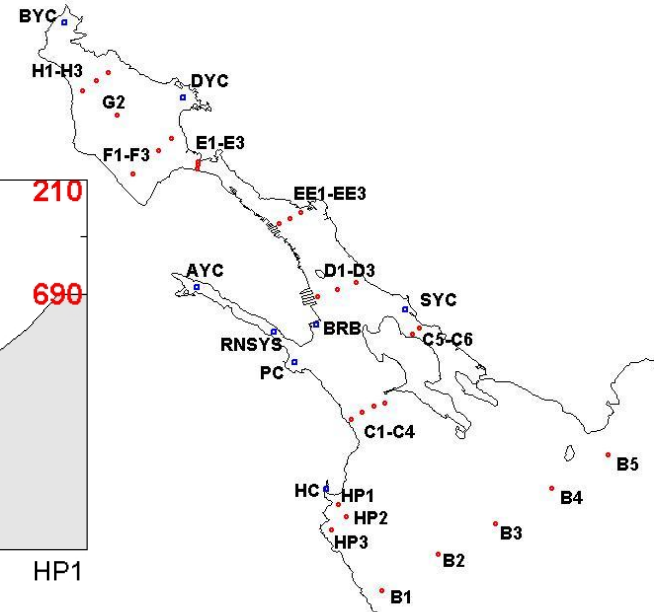 BYC
H1-H3
DYC
G2
E1-E3
F1-F3
210
EE1-EE3
AYC
D1-D3
690
SYC
BRB
RNSYS
C5-C6
PC
C1-C4
B5
HC
HP1
B4
HP2
B3
HP3
B2
HP1
B1